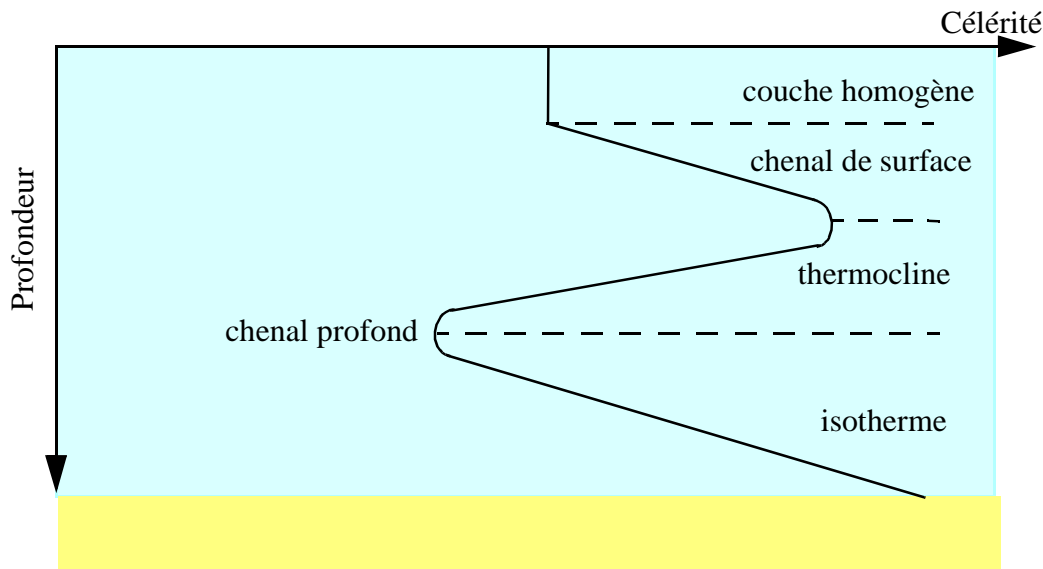 Célérité
couche homogène
chenal de surface
Profondeur
thermocline
chenal profond
isotherme